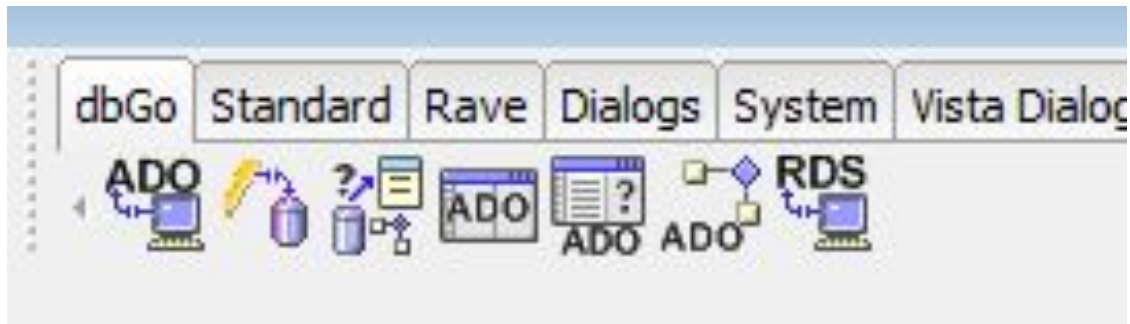 dbGo Standard Rave Dialogs System Vista Dialog
ADO ? ADO ? ADO ADO RDS